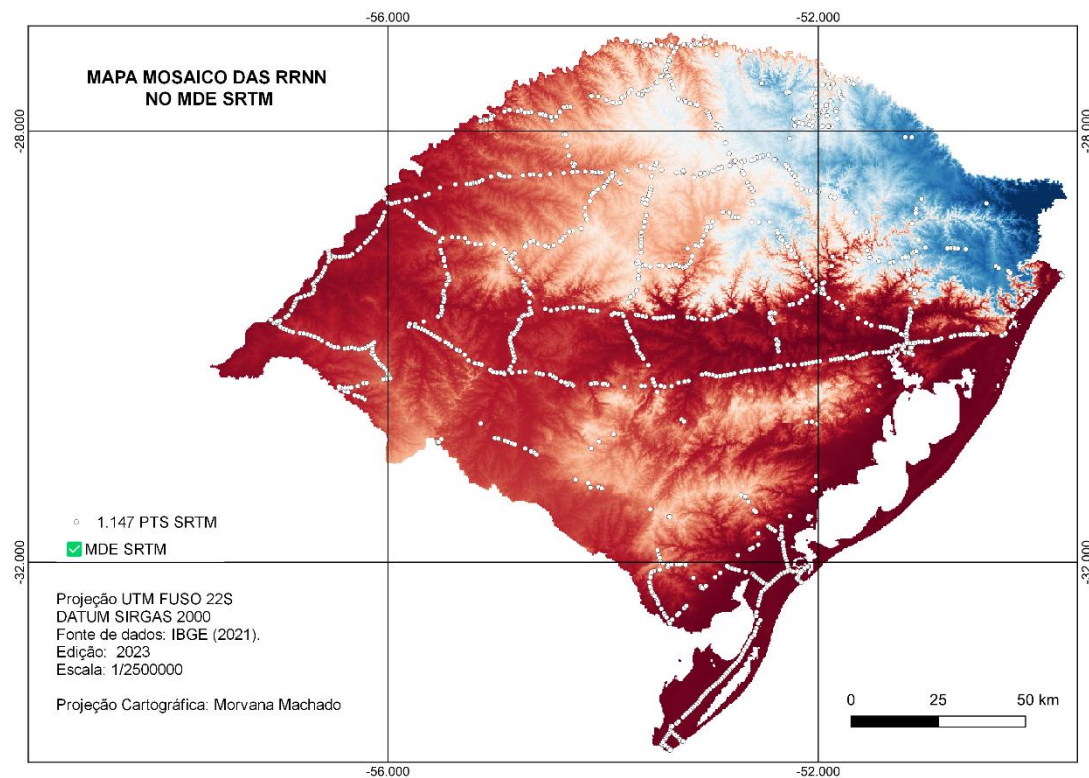 -56.000
-52.000
MAPA MOSAICO DAS RRNN
NO MDE SRTM
-28.000
-28.000
1.147 PTS SRTM
MDE SRTM
-32.000
-32.000
Projeção UTM FUSO 22S
DATUM SIRGAS 2000
Fonte de dados: IBGE (2021).
Edição: 2023
Escala: 1/2500000
Projeção Cartográfica: Morvana Machado
0 25 50 km
-56.000
-52.000